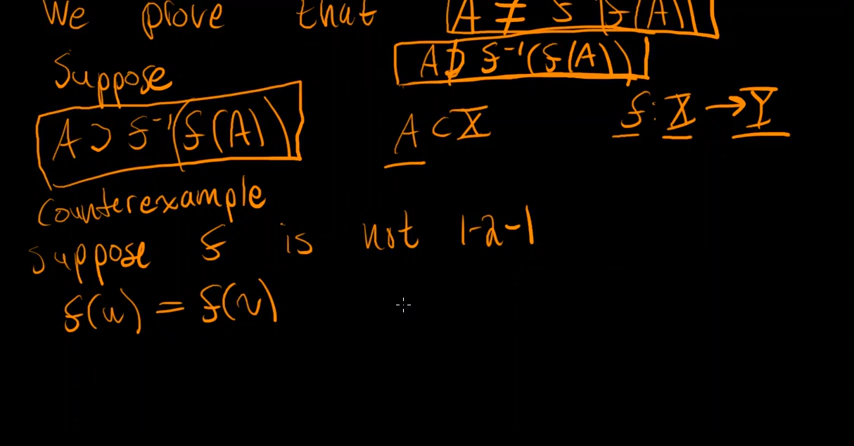 We prove that A ≠ f⁻¹(f(A))
A ⊅ f⁻¹(f(A))
Suppose
A ⊃ f⁻¹(f(A))
A ⊂ X
f: X → Y
Counterexample
Suppose f is not 1-2-1
f(u) = f(v)